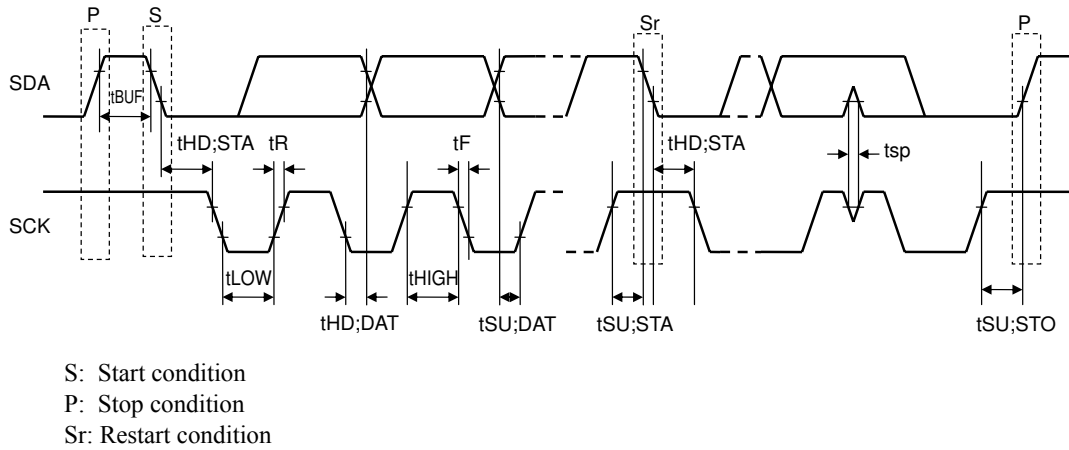 P S Sr P
SDA
tBUF
tHD;STA tR tF tHD;STA tsp
SCK
tLOW tHIGH
tHD;DAT tSU;DAT tSU;STA tSU;STO
S: Start condition
P: Stop condition
Sr: Restart condition